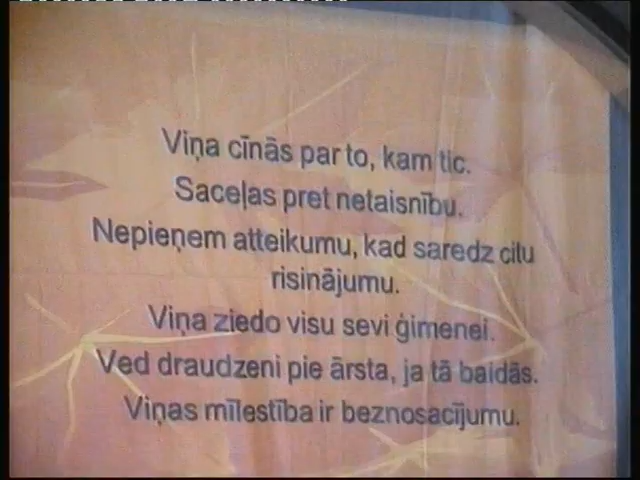 Viņa cīnās par to, kam tic.
Saceļas pret netaisnību.
Nepieņem atteikumu, kad saredz citu
risinājumu.
Viņa ziedo visu sevi ģimenei.
Ved draudzeni pie ārsta, ja tā baidās.
Viņas mīlestība ir beznosacījumu.